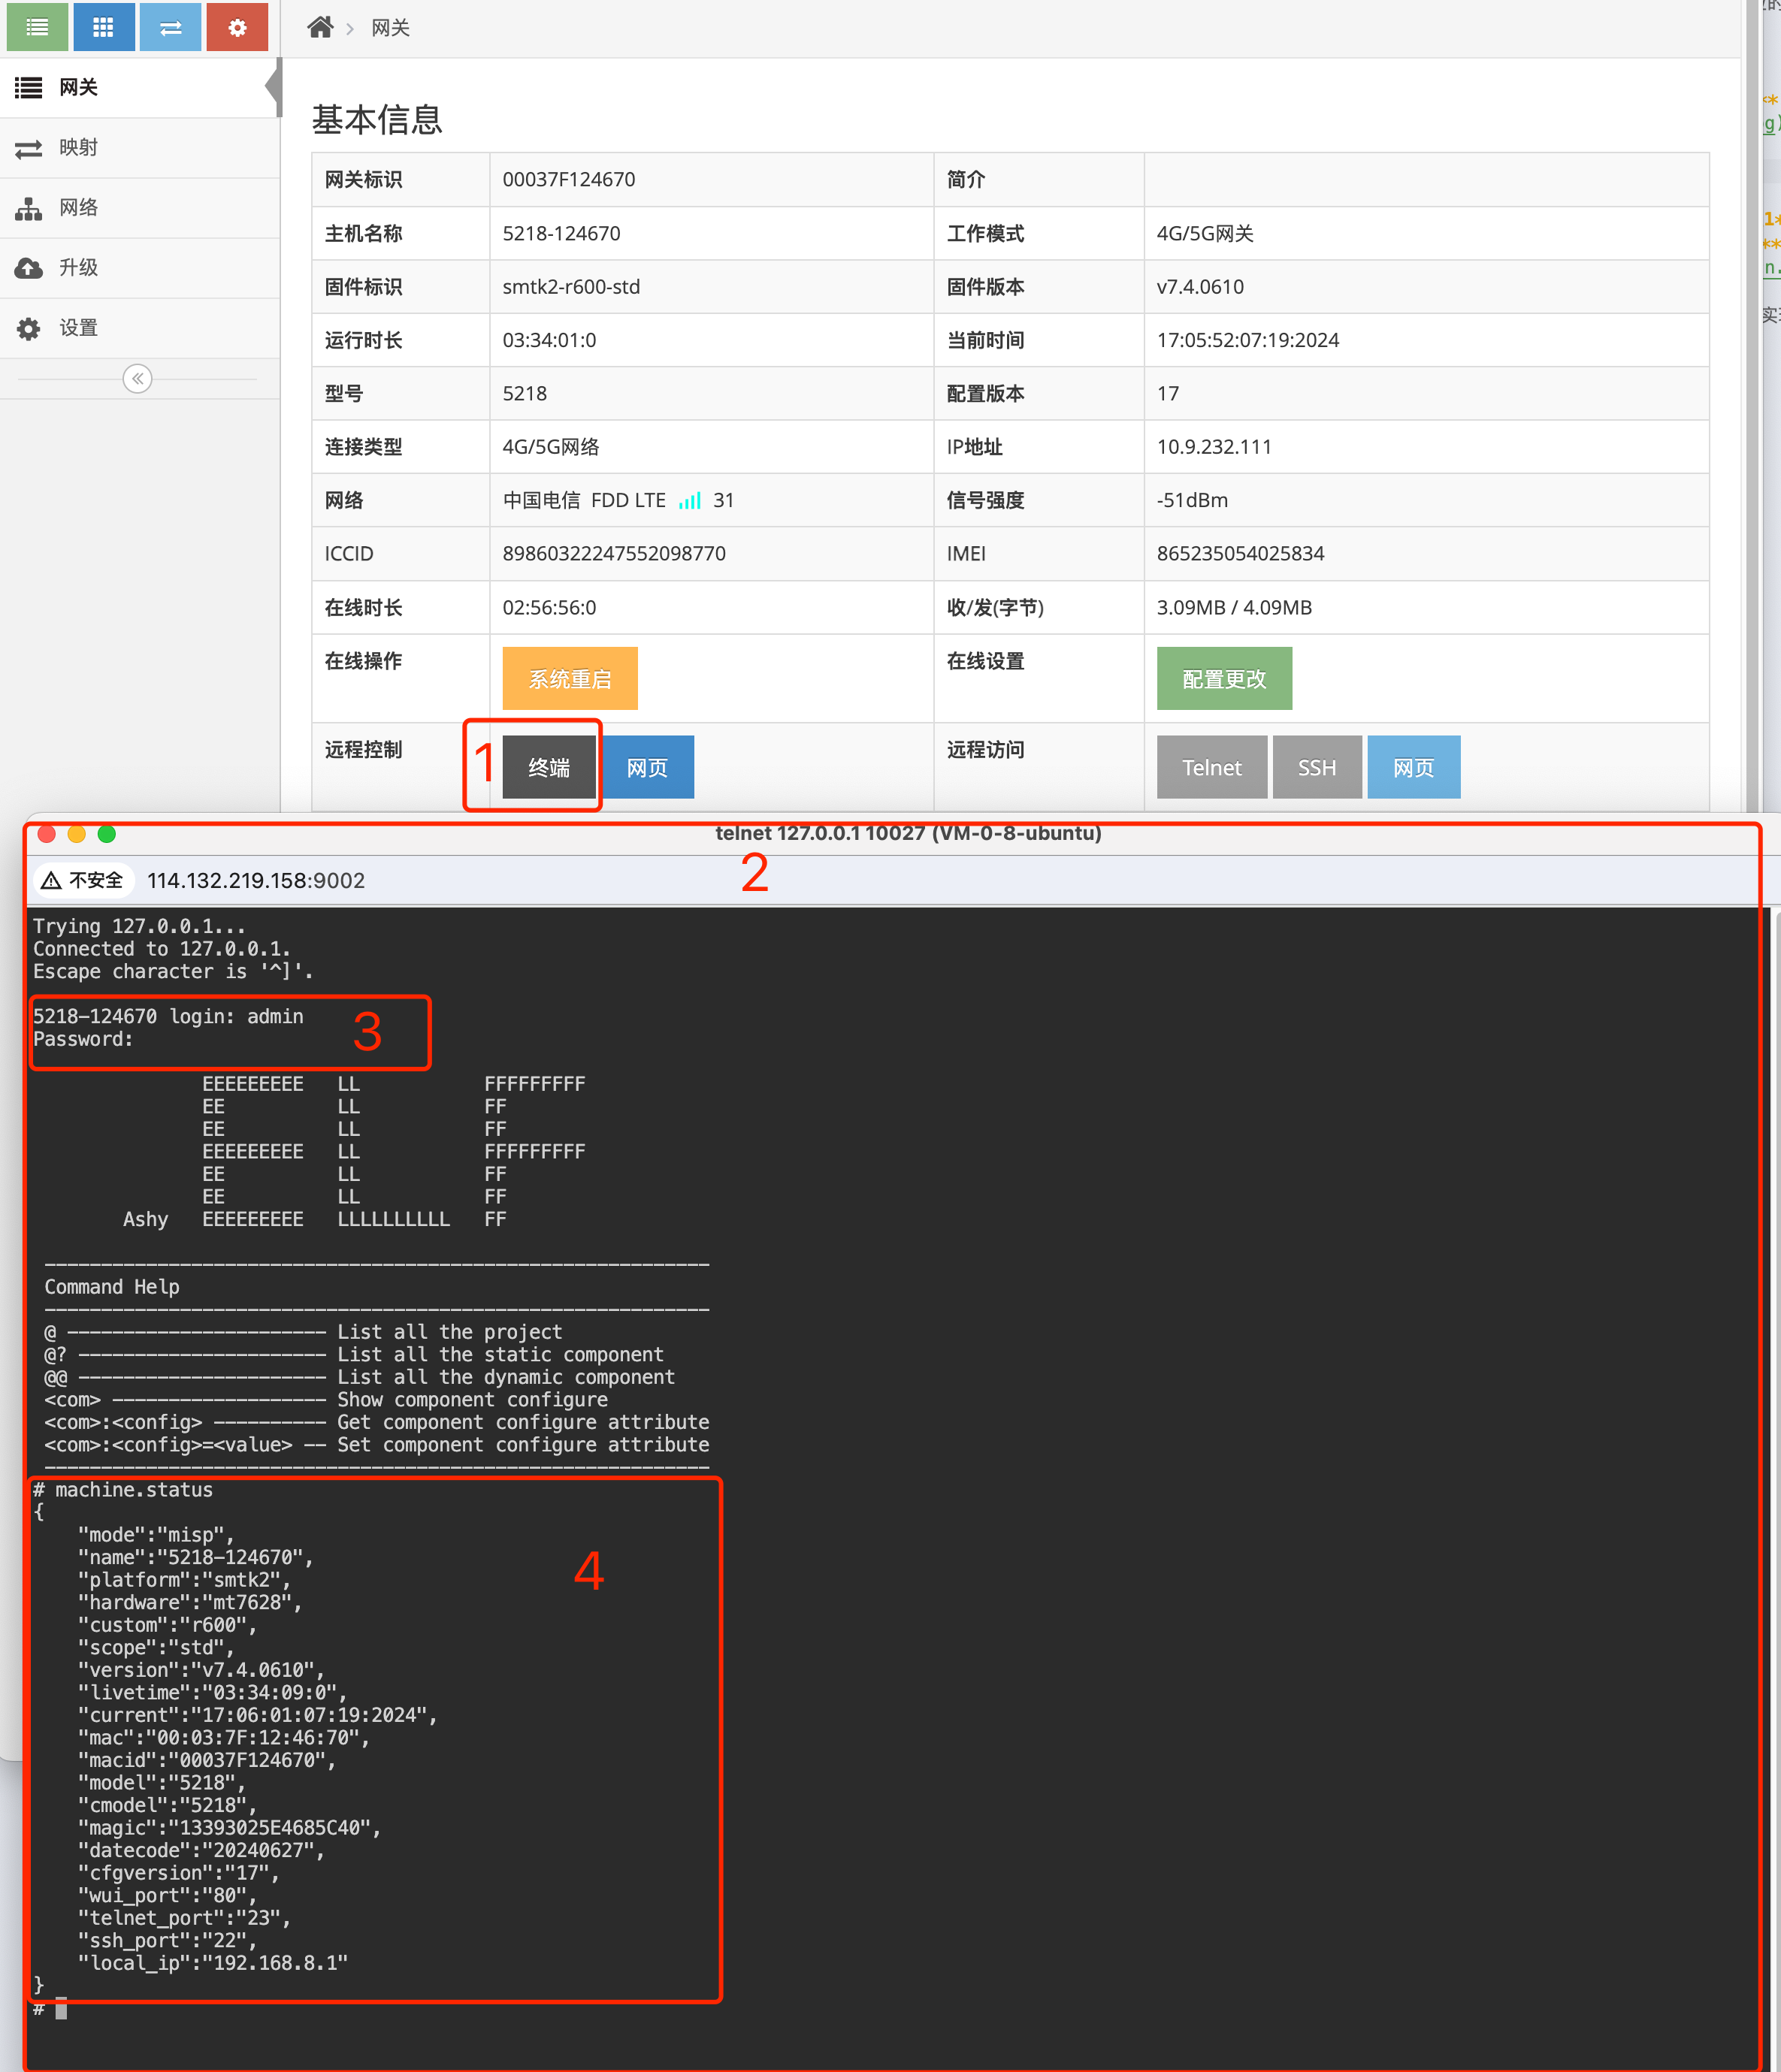 网关
基本信息
网关
映射
网络
升级
设置
网关标识 00037F124670 简介
主机名称 5218-124670 工作模式 4G/5G网关
固件标识 smtk2-r600-std 固件版本 v7.4.0610
运行时长 03:34:01:0 当前时间 17:05:52:07:19:2024
型号 5218 配置版本 17
连接类型 4G/5G网络 IP地址 10.9.232.111
网络 中国电信 FDD LTE 31 信号强度 -51dBm
ICCID 89860322247552098770 IMEI 865235054025834
在线时长 02:56:56:0 收/发(字节) 3.09MB / 4.09MB
在线操作 系统重启 在线设置 配置更改
远程控制 1 终端 网页 远程访问 Telnet SSH 网页
telnet 127.0.0.1 10027 (VM-0-8-ubuntu)
2
不安全 114.132.219.158:9002
Trying 127.0.0.1...
Connected to 127.0.0.1.
Escape character is '^]'.
5218-124670 login: admin
3
Password:
EEEEEEEEE LL FFFFFFFFF
EE LL FF
EE LL FF
EEEEEEEEE LL FFFFFFFFF
EE LL FF
EE LL FF
Ashy EEEEEEEEE LLLLLLLLLL FF
-----------------------------------------------------------
Command Help
-----------------------------------------------------------
@ ----------------------- List all the project
@? ---------------------- List all the static component
@@ ---------------------- List all the dynamic component
<com> ------------------- Show component configure
<com>:<config> ---------- Get component configure attribute
<com>:<config>=<value> -- Set component configure attribute
-----------------------------------------------------------
# machine.status
{
"mode":"misp",
"name":"5218-124670",
4
"platform":"smtk2",
"hardware":"mt7628",
"custom":"r600",
"scope":"std",
"version":"v7.4.0610",
"livetime":"03:34:09:0",
"current":"17:06:01:07:19:2024",
"mac":"00:03:7F:12:46:70",
"macid":"00037F124670",
"model":"5218",
"cmodel":"5218",
"magic":"13393025E4685C40",
"datecode":"20240627",
"cfgversion":"17",
"wui_port":"80",
"telnet_port":"23",
"ssh_port":"22",
"local_ip":"192.168.8.1"
}
#